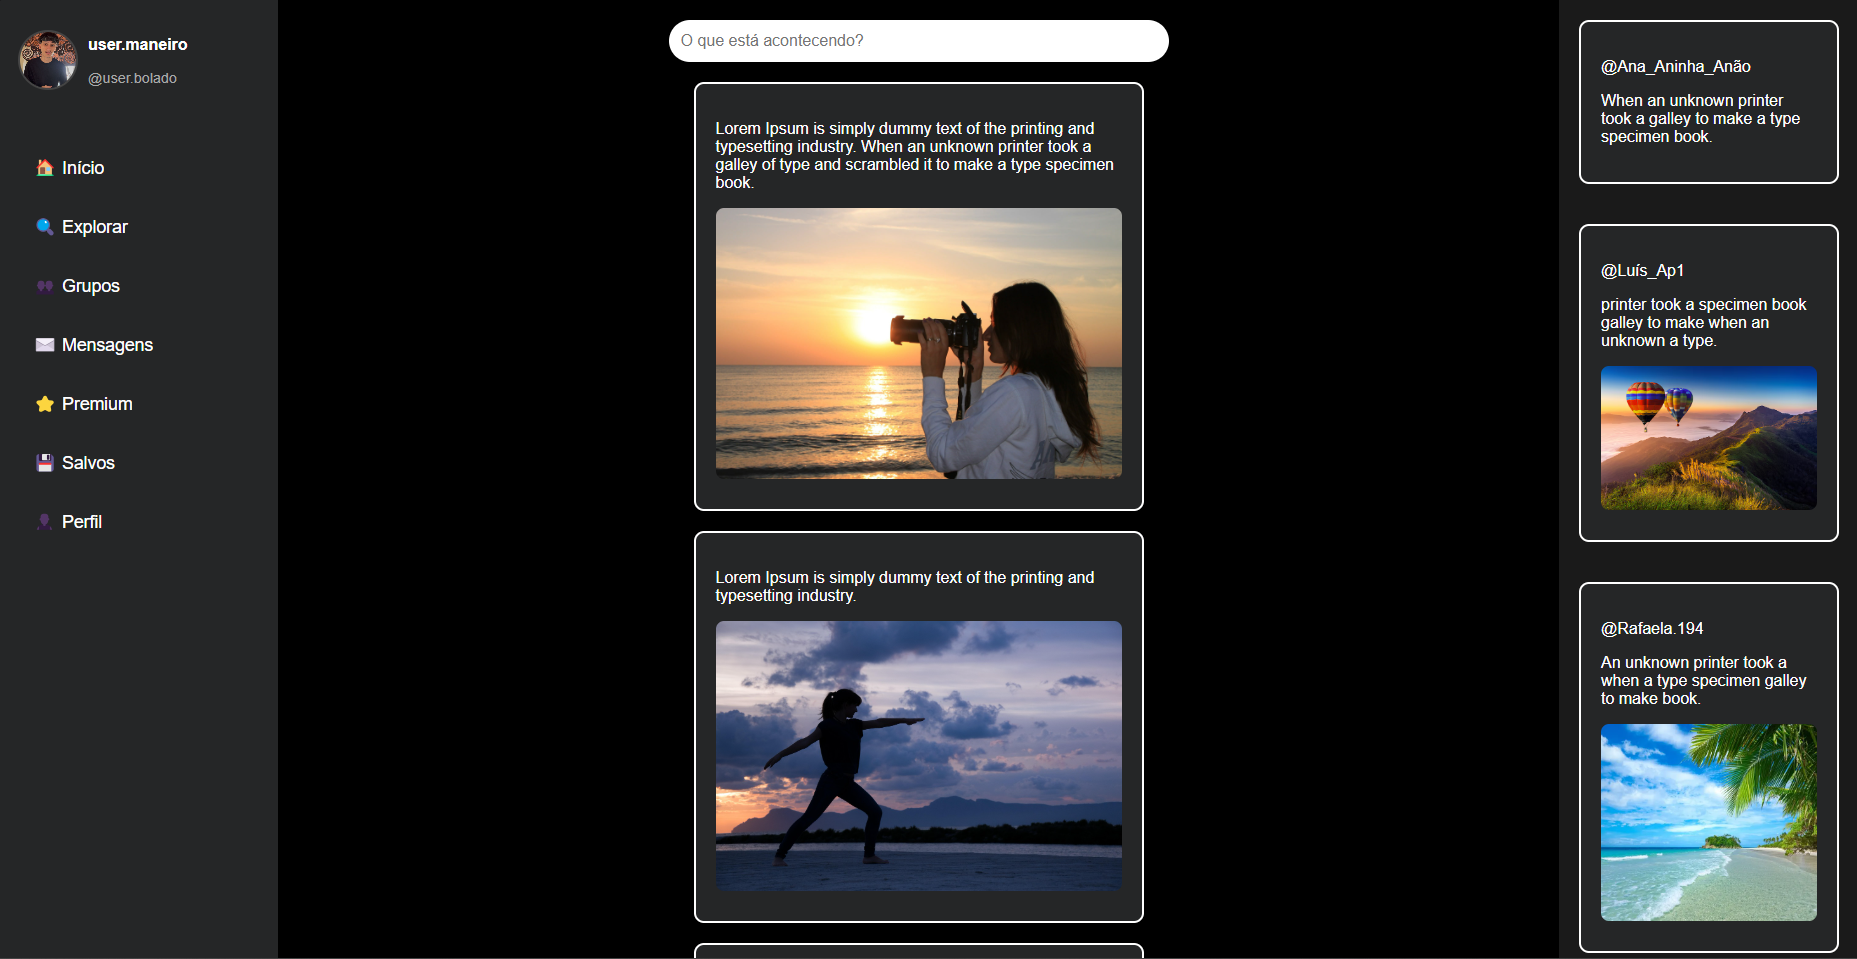 user.maneiro
@user.bolado
Início
Explorar
Grupos
Mensagens
Premium
Salvos
Perfil
O que está acontecendo?
Lorem Ipsum is simply dummy text of the printing and
typesetting industry. When an unknown printer took a
galley of type and scrambled it to make a type specimen
book.
Lorem Ipsum is simply dummy text of the printing and
typesetting industry.
@Ana_Aninha_Anão
When an unknown printer
took a galley to make a type
specimen book.
@Luís_Ap1
printer took a specimen book
galley to make when an
unknown a type.
@Rafaela.194
An unknown printer took a
when a type specimen galley
to make book.